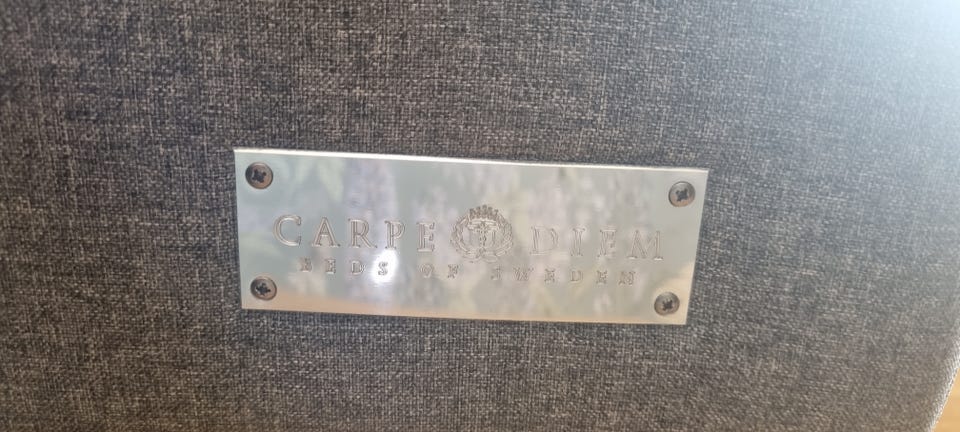 CARPE DIEM
BEDS OF SWEDEN